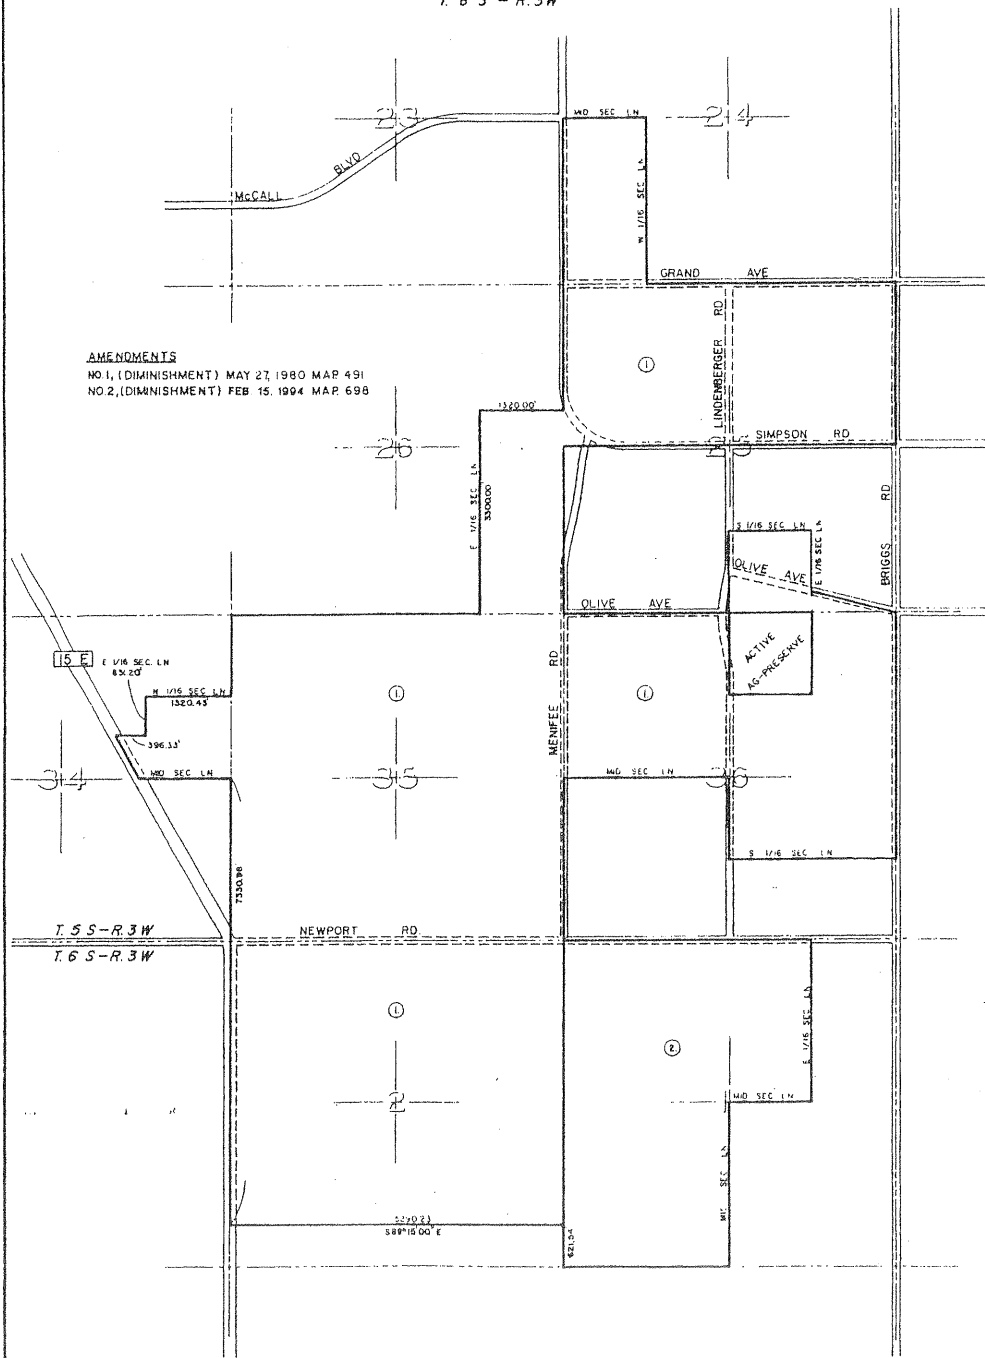 T. 6 S - R. 3W
23
24
MID SEC LN
W 1/16 SEC LN
McCALL
BLVD
GRAND AVE
AMENDMENTS
NO. 1, (DIMINISHMENT) MAY 27, 1980 MAP. 491
NO. 2, (DIMINISHMENT) FEB 15, 1994 MAP. 698
1
LINDENBERGER RD
1320.00'
SIMPSON RD
26
25
E 1/16 SEC LN
3300.00
BRIGGS RD
S 1/16 SEC LN
E 1/16 SEC LN
OLIVE AVE
OLIVE AVE
15 E
E 1/16 SEC. LN
N 1/16 SEC LN
1320.43'
396.33'
MID SEC LN
34
1.
35
MENIFEE RD
1.
ACTIVE
AG-PRESERVE
MID SEC LN
36
S 1/16 SEC LN
7330.98
T. 5 S-R. 3 W
T. 6 S-R. 3 W
NEWPORT RD.
1.
2
2.
E 1/16 SEC LN
MID SEC LN
1
MID SEC LN
S 89° 15' 00" E
621.54